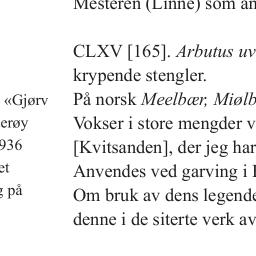 Mesteren (Linné) som an
CLXV [165]. Arbutus uv
krypende stengler.
På norsk Meelbær, Miølb
Vokser i store mengder v
[Kvitsanden], der jeg har
Anvendes ved garving i
Om bruk av dens legende
denne i de siterte verk av
«Gjørv
erøy
936
et
g på